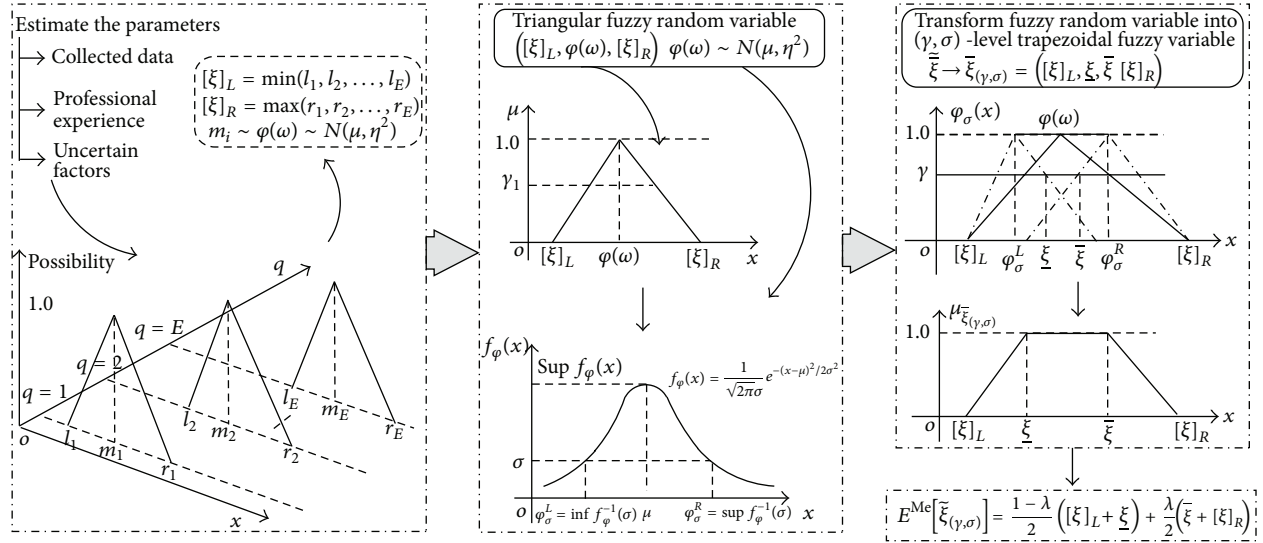 Estimate the parameters
Collected data
Professional
experience
Uncertain
factors
[ξ]_L = min(l_1, l_2, ..., l_E)
[ξ]_R = max(r_1, r_2, ..., r_E)
m_i ~ φ(ω) ~ N(μ, η^2)
Possibility
q
1.0
q = E
q = 2
q = 1
o
l_1
m_1
r_1
l_2
m_2
r_2
l_E
m_E
r_E
x
Triangular fuzzy random variable
([ξ]_L, φ(ω), [ξ]_R) φ(ω) ~ N(μ, η^2)
μ
1.0
γ_1
o
[ξ]_L
φ(ω)
[ξ]_R
x
f_φ(x)
Sup f_φ(x)
f_φ(x) = 1/(√2πσ) e^{-(x-μ)^2/2σ^2}
σ
o
φ_σ^L = inf f_φ^{-1}(σ)
μ
φ_σ^R = sup f_φ^{-1}(σ)
x
Transform fuzzy random variable into
(γ, σ) -level trapezoidal fuzzy variable
ξ̿̃ → ξ̅_(γ,σ) = ([ξ]_L, ξ̲, ξ̅ [ξ]_R)
φ_σ(x)
φ(ω)
1.0
γ
o
[ξ]_L
φ_σ^L
ξ̲
ξ̅
φ_σ^R
[ξ]_R
x
μ_ξ̅_(γ,σ)
1.0
o
[ξ]_L
ξ̲
ξ̅
[ξ]_R
x
E^Me[ξ̅̃_(γ,σ)] = (1 − λ)/2 ([ξ]_L + ξ̲) + λ/2 (ξ̅ + [ξ]_R)